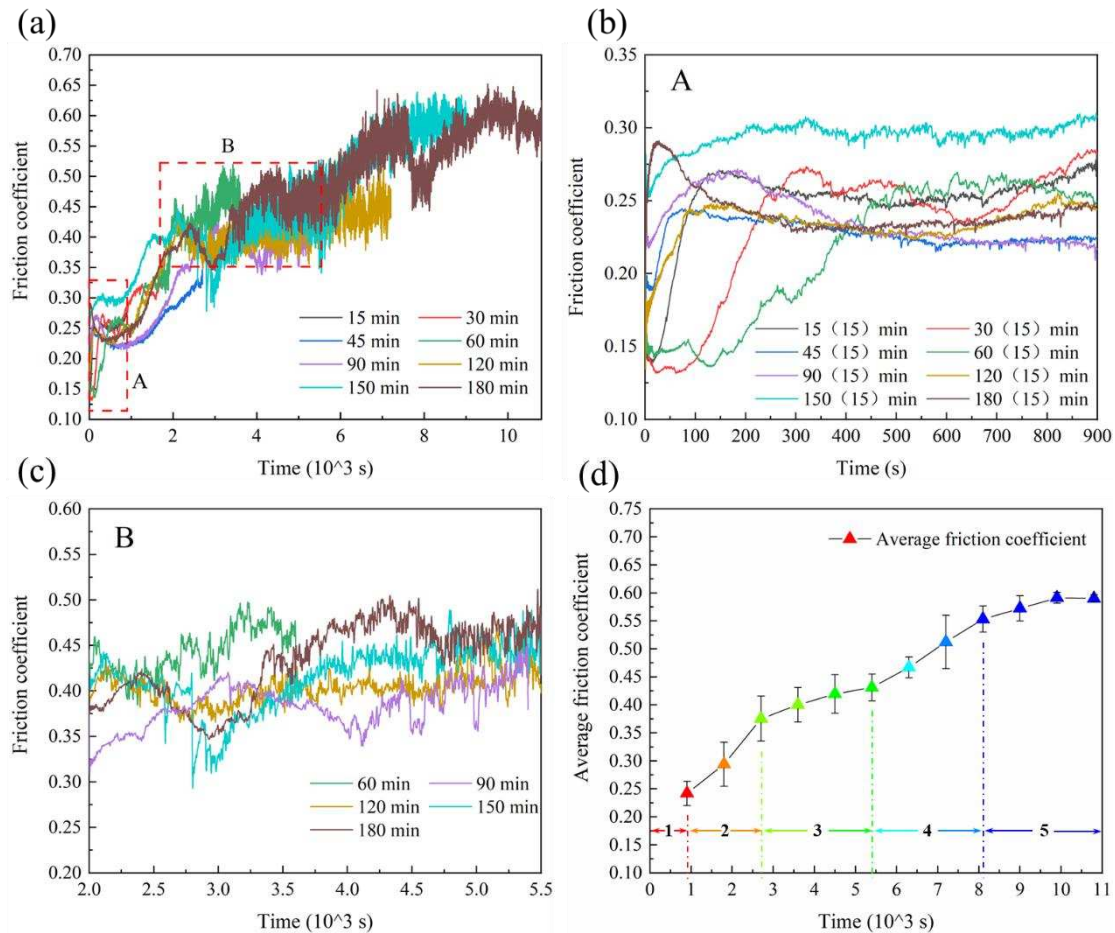 (a)
Friction coefficient
0.70
0.65
0.60
0.55
0.50
0.45
0.40
0.35
0.30
0.25
0.20
0.15
0.10
B
A
15 min 30 min
45 min 60 min
90 min 120 min
150 min 180 min
0 2 4 6 8 10
Time (10^3 s)
(b)
Friction coefficient
0.35
0.30
0.25
0.20
0.15
0.10
A
15（15）min 30（15）min
45（15）min 60（15）min
90（15）min 120（15）min
150（15）min 180（15）min
0 100 200 300 400 500 600 700 800 900
Time (s)
(c)
Friction coefficient
0.60
0.55
0.50
0.45
0.40
0.35
0.30
0.25
0.20
B
60 min 90 min
120 min 150 min
180 min
2.0 2.5 3.0 3.5 4.0 4.5 5.0 5.5
Time (10^3 s)
(d)
Average friction coefficient
0.75
0.70
0.65
0.60
0.55
0.50
0.45
0.40
0.35
0.30
0.25
0.20
0.15
0.10
Average friction coefficient
1 2 3 4 5
0 1 2 3 4 5 6 7 8 9 10 11
Time (10^3 s)